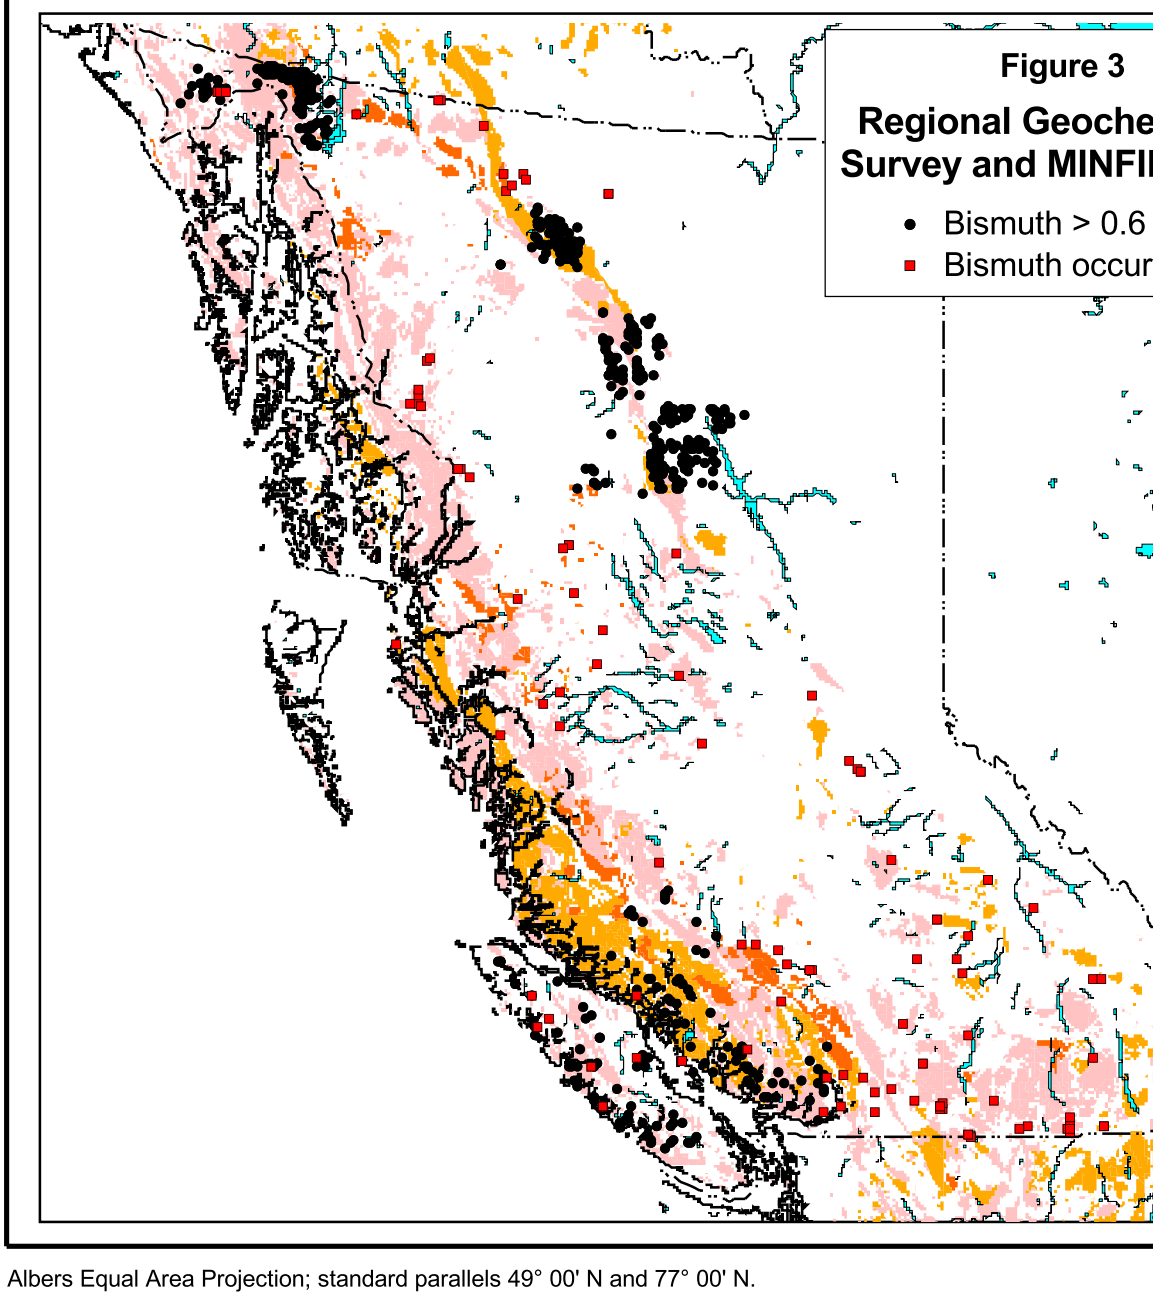 Figure 3
Regional Geoche
Survey and MINFI
Bismuth > 0.6
Bismuth occur
Albers Equal Area Projection; standard parallels 49° 00' N and 77° 00' N.